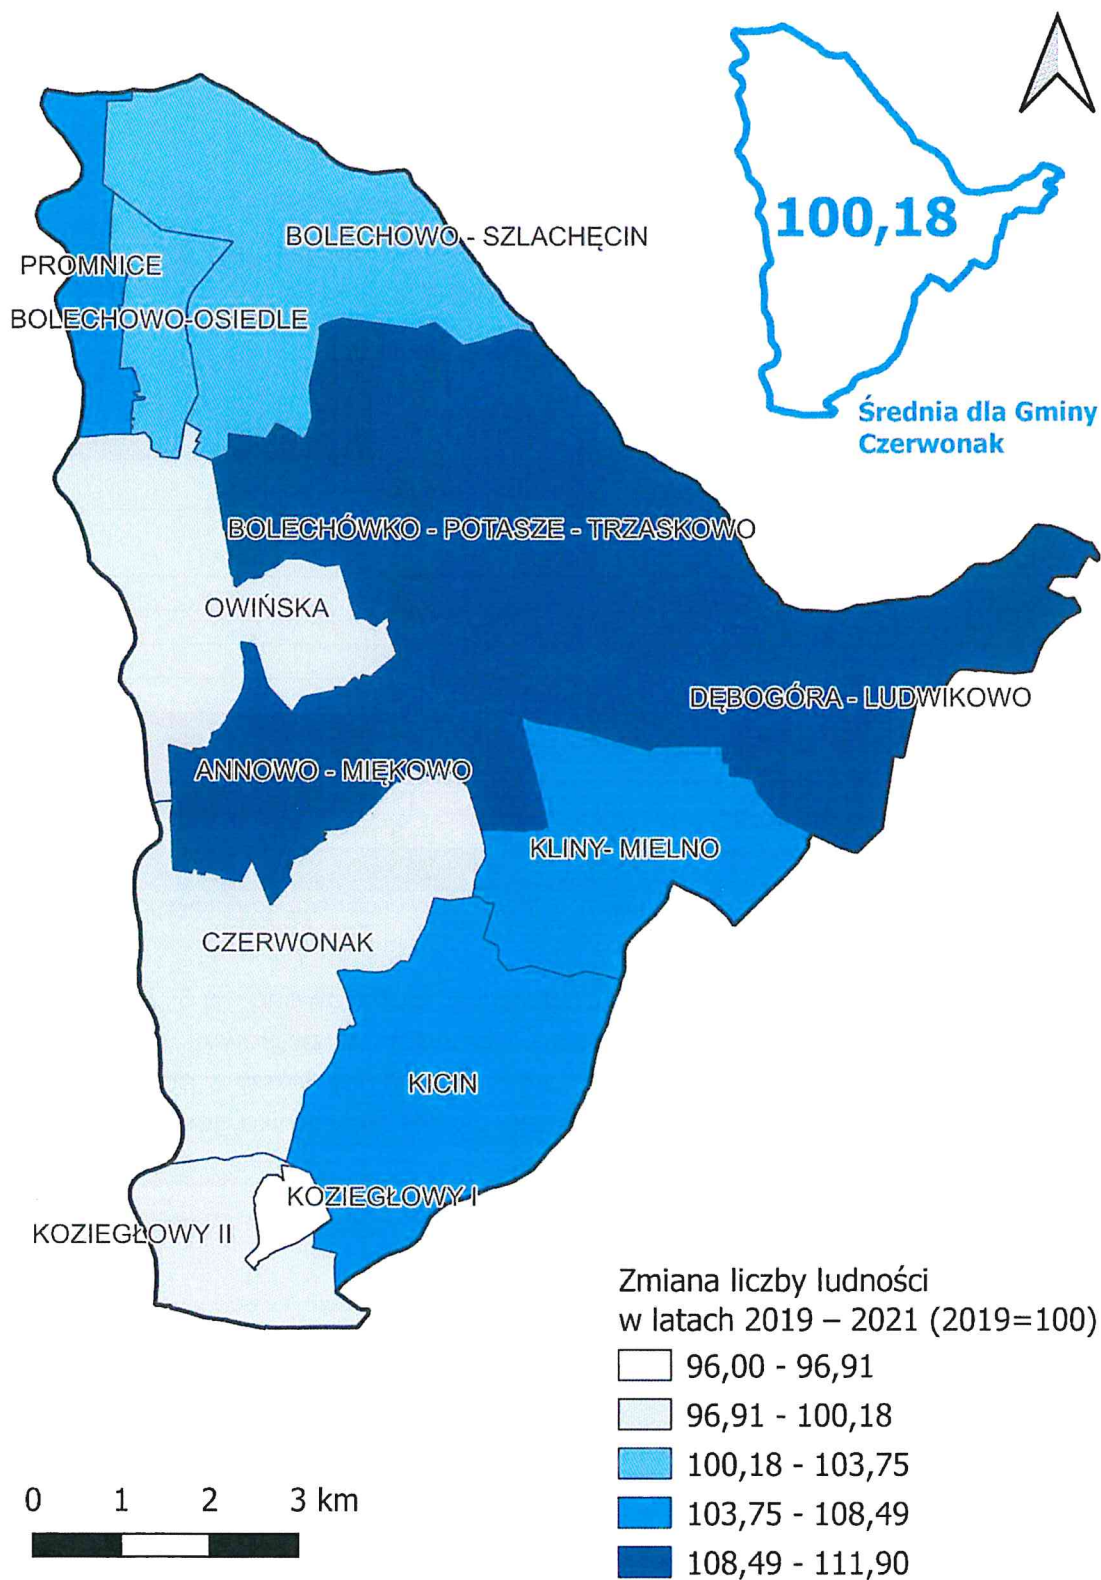 100,18
Średnia dla Gminy
Czerwonak
BOLECHOWO - SZLACHĘCIN
PROMNICE
BOLECHOWO-OSIEDLE
BOLECHÓWKO - POTASZE - TRZASKOWO
OWIŃSKA
DĘBOGÓRA - LUDWIKOWO
ANNOWO - MIĘKOWO
KLINY- MIELNO
CZERWONAK
KICIN
KOZIEGŁOWY I
KOZIEGŁOWY II
Zmiana liczby ludności
w latach 2019 – 2021 (2019=100)
96,00 - 96,91
96,91 - 100,18
100,18 - 103,75
103,75 - 108,49
108,49 - 111,90
0 1 2 3 km